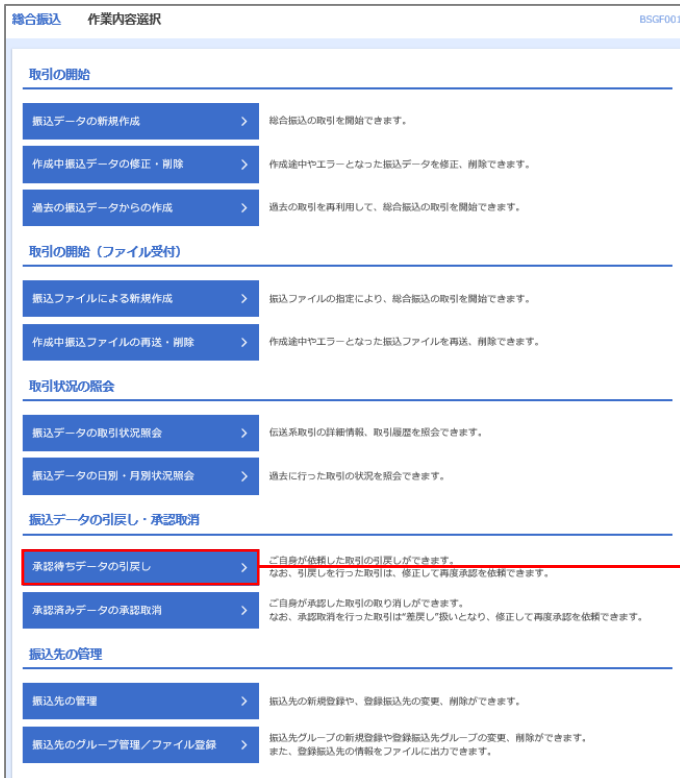 総合振込 作業内容選択 BSGF001
取引の開始
振込データの新規作成 総合振込の取引を開始できます。
作成中振込データの修正・削除 作成途中やエラーとなった振込データを修正、削除できます。
過去の振込データからの作成 過去の取引を再利用して、総合振込の取引を開始できます。
取引の開始（ファイル受付）
振込ファイルによる新規作成 振込ファイルの指定により、総合振込の取引を開始できます。
作成中振込ファイルの再送・削除 作成途中やエラーとなった振込ファイルを再送、削除できます。
取引状況の照会
振込データの取引状況照会 伝送系取引の詳細情報、取引履歴を照会できます。
振込データの日別・月別状況照会 過去に行った取引の状況を照会できます。
振込データの引戻し・承認取消
承認待ちデータの引戻し ご自身が依頼した取引の引戻しができます。
なお、引戻しを行った取引は、修正して再度承認を依頼できます。
承認済みデータの承認取消 ご自身が承認した取引の取り消しができます。
なお、承認取消を行った取引は“差戻し”扱いとなり、修正して再度承認を依頼できます。
振込先の管理
振込先の管理 振込先の新規登録や、登録振込先の変更、削除ができます。
振込先のグループ管理／ファイル登録 振込先グループの新規登録や登録振込先グループの変更、削除ができます。
また、登録振込先の情報をファイルに出力できます。